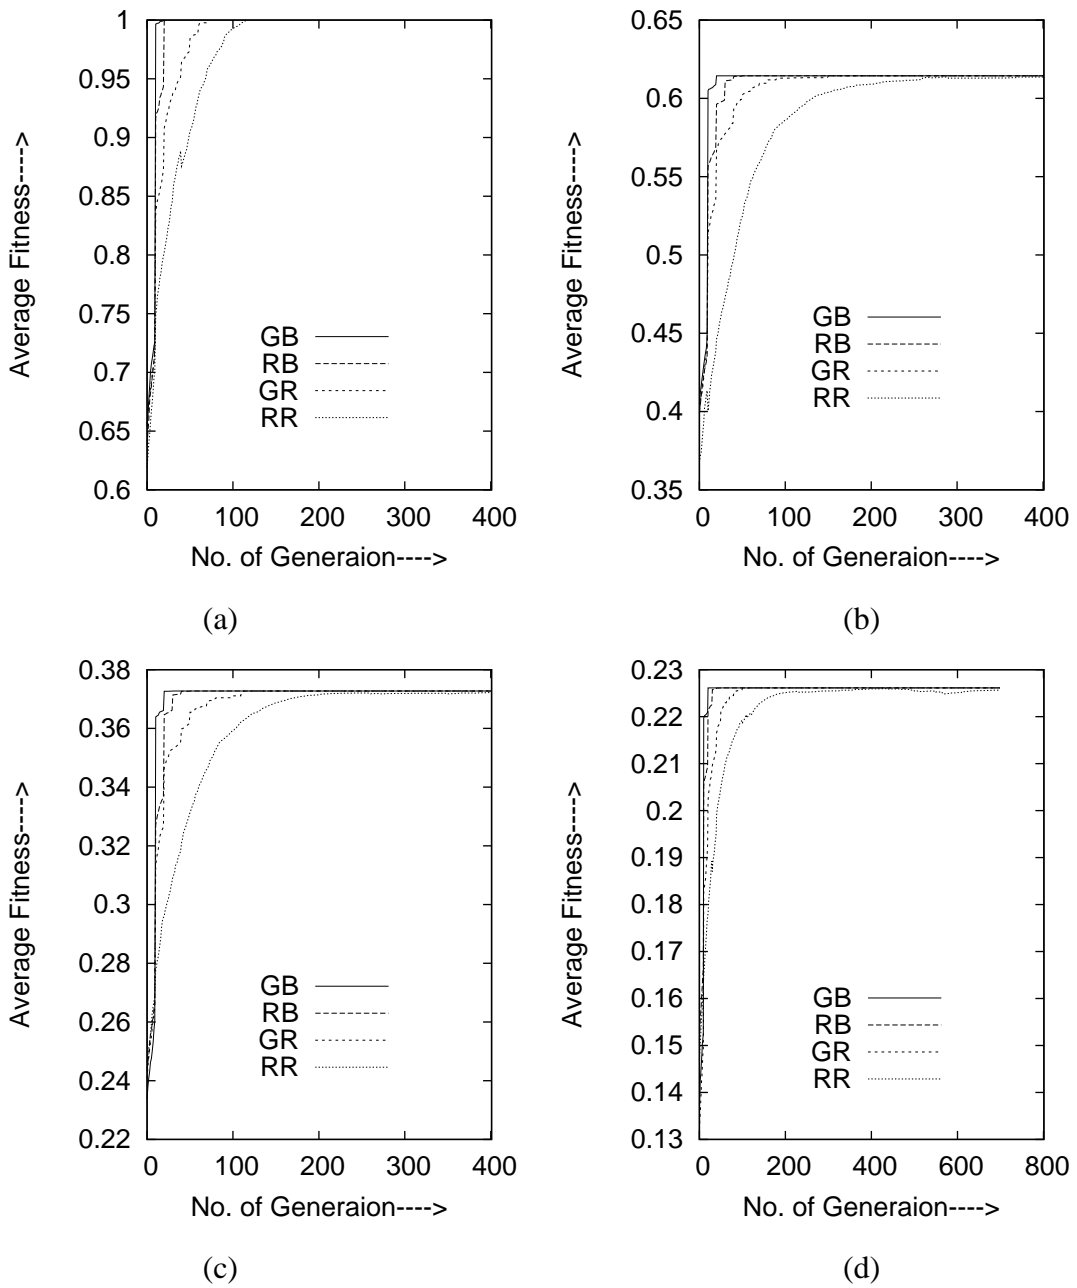 1
0.95
0.9
0.85
0.8
0.75
0.7
0.65
0.6
Average Fitness---->
GB
RB
GR
RR
0 100 200 300 400
No. of Generaion---->
(a)
0.65
0.6
0.55
0.5
0.45
0.4
0.35
Average Fitness---->
GB
RB
GR
RR
0 100 200 300 400
No. of Generaion---->
(b)
0.38
0.36
0.34
0.32
0.3
0.28
0.26
0.24
0.22
Average Fitness---->
GB
RB
GR
RR
0 100 200 300 400
No. of Generaion---->
(c)
0.23
0.22
0.21
0.2
0.19
0.18
0.17
0.16
0.15
0.14
0.13
Average Fitness---->
GB
RB
GR
RR
0 200 400 600 800
No. of Generaion---->
(d)